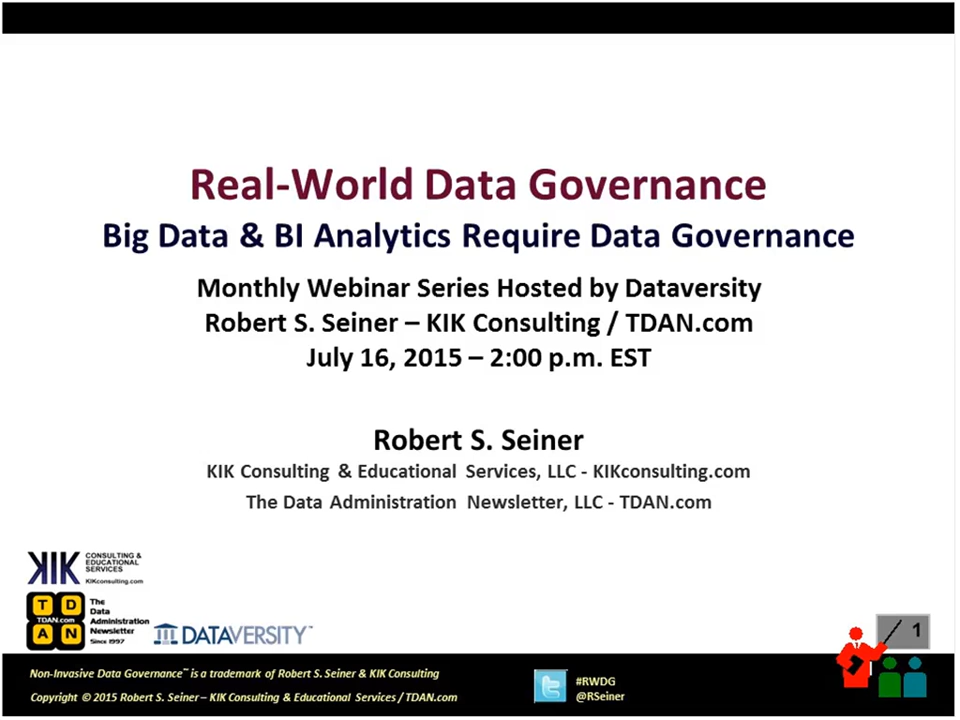 Real-World Data Governance
Big Data & BI Analytics Require Data Governance
Monthly Webinar Series Hosted by Dataversity
Robert S. Seiner – KIK Consulting / TDAN.com
July 16, 2015 – 2:00 p.m. EST
Robert S. Seiner
KIK Consulting & Educational Services, LLC - KIKconsulting.com
The Data Administration Newsletter, LLC - TDAN.com
KIK
CONSULTING &
EDUCATIONAL
SERVICES
KIKconsulting.com
T D
TDAN.com
A N
The
Data
Administration
Newsletter
Since 1997
DATAVERSITY™
1
Non-Invasive Data Governance™ is a trademark of Robert S. Seiner & KIK Consulting
Copyright © 2015 Robert S. Seiner – KIK Consulting & Educational Services / TDAN.com
#RWDG
@RSeiner